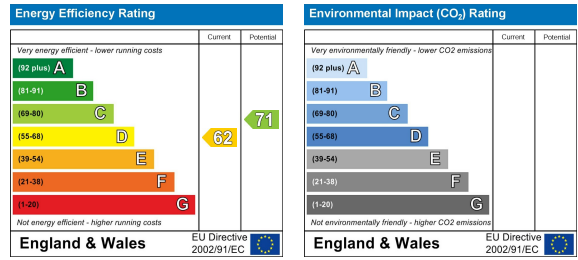 Energy Efficiency Rating
Current Potential
Very energy efficient - lower running costs
(92 plus) A
(81-91) B
(69-80) C
(55-68) D
(39-54) E
(21-38) F
(1-20) G
62
71
Not energy efficient - higher running costs
England & Wales
EU Directive
2002/91/EC
Environmental Impact (CO₂) Rating
Current Potential
Very environmentally friendly - lower CO2 emissions
(92 plus) A
(81-91) B
(69-80) C
(55-68) D
(39-54) E
(21-38) F
(1-20) G
Not environmentally friendly - higher CO2 emissions
England & Wales
EU Directive
2002/91/EC